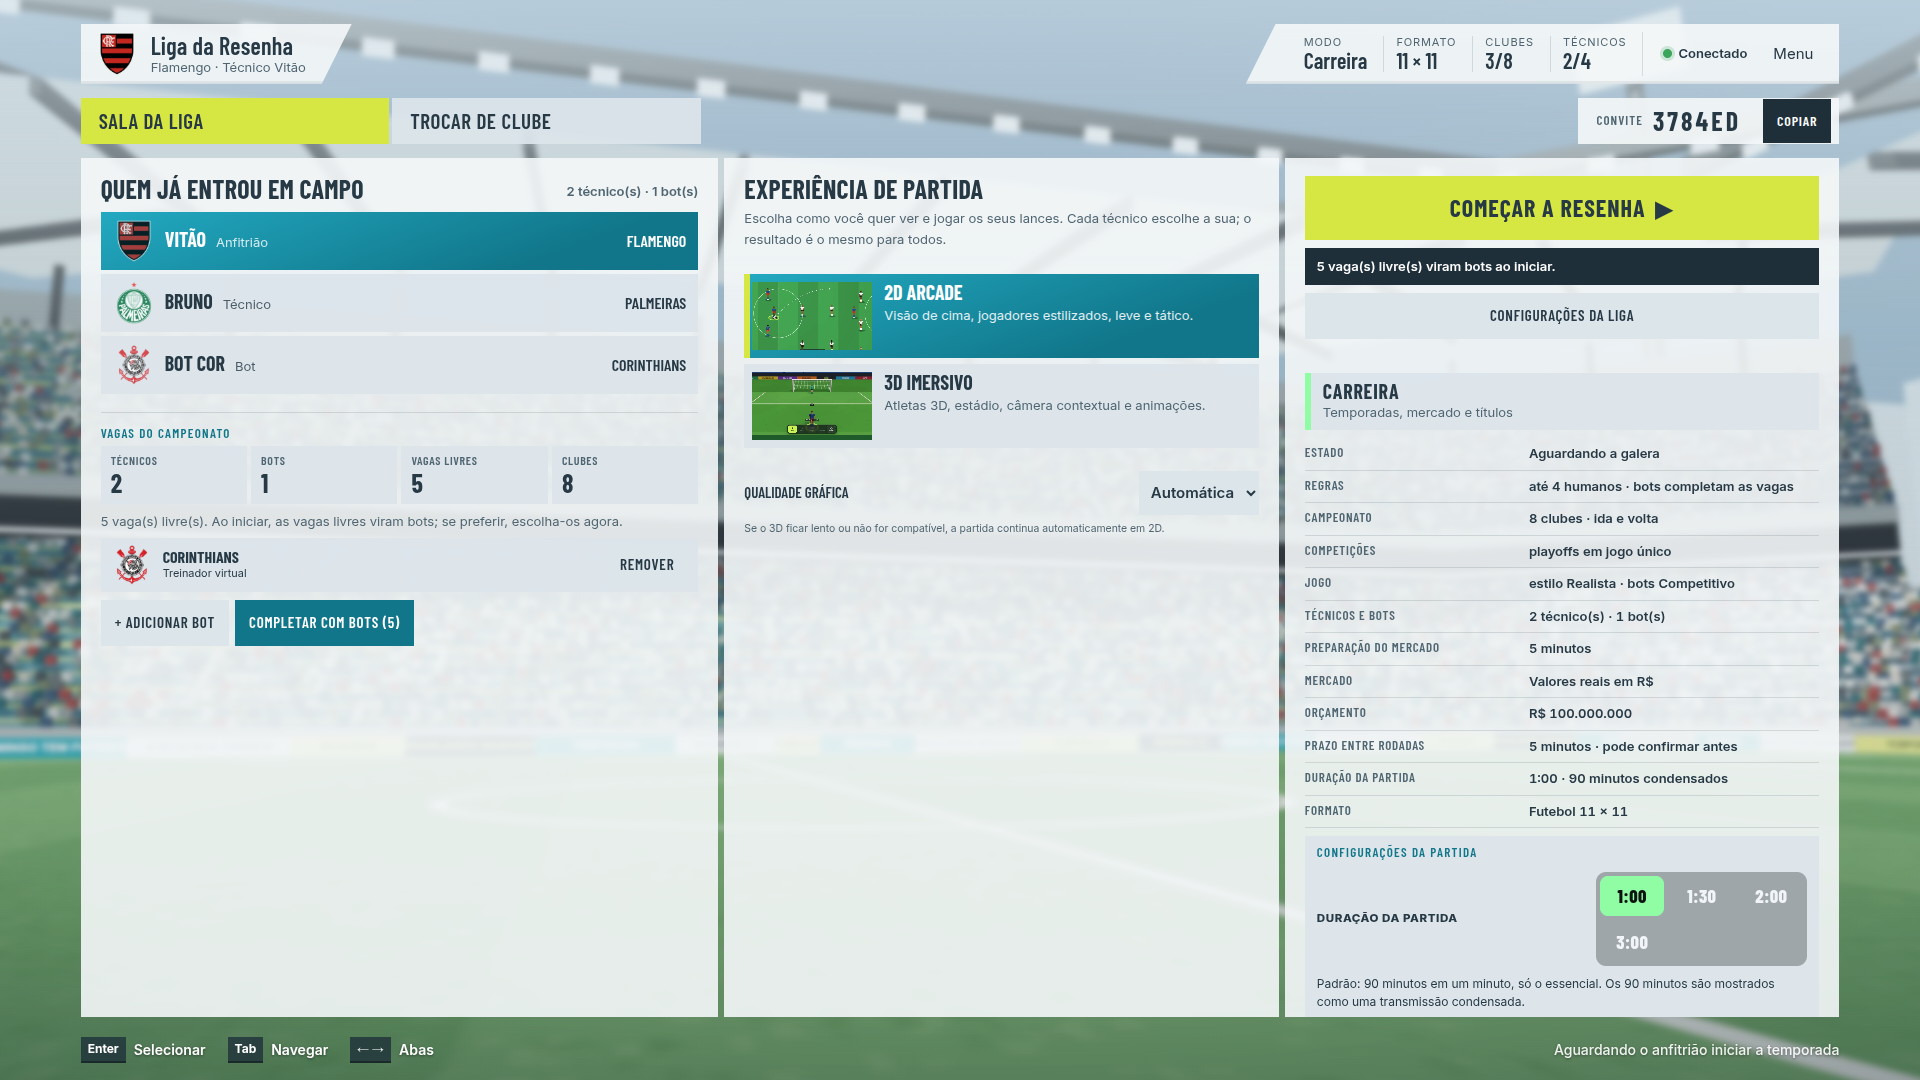 Liga da Resenha
Flamengo · Técnico Vitão
MODO
Carreira
FORMATO
11 × 11
CLUBES
3/8
TÉCNICOS
2/4
Conectado
Menu
SALA DA LIGA
TROCAR DE CLUBE
CONVITE 3784ED
COPIAR
QUEM JÁ ENTROU EM CAMPO
2 técnico(s) · 1 bot(s)
VITÃO Anfitrião
FLAMENGO
BRUNO Técnico
PALMEIRAS
BOT COR Bot
CORINTHIANS
VAGAS DO CAMPEONATO
TÉCNICOS
2
BOTS
1
VAGAS LIVRES
5
CLUBES
8
5 vaga(s) livre(s). Ao iniciar, as vagas livres viram bots; se preferir, escolha-os agora.
CORINTHIANS
Treinador virtual
REMOVER
+ ADICIONAR BOT
COMPLETAR COM BOTS (5)
EXPERIÊNCIA DE PARTIDA
Escolha como você quer ver e jogar os seus lances. Cada técnico escolhe a sua; o
resultado é o mesmo para todos.
2D ARCADE
Visão de cima, jogadores estilizados, leve e tático.
3D IMERSIVO
Atletas 3D, estádio, câmera contextual e animações.
QUALIDADE GRÁFICA
Automática
Se o 3D ficar lento ou não for compatível, a partida continua automaticamente em 2D.
COMEÇAR A RESENHA ▶
5 vaga(s) livre(s) viram bots ao iniciar.
CONFIGURAÇÕES DA LIGA
CARREIRA
Temporadas, mercado e títulos
ESTADO
Aguardando a galera
REGRAS
até 4 humanos · bots completam as vagas
CAMPEONATO
8 clubes · ida e volta
COMPETIÇÕES
playoffs em jogo único
JOGO
estilo Realista · bots Competitivo
TÉCNICOS E BOTS
2 técnico(s) · 1 bot(s)
PREPARAÇÃO DO MERCADO
5 minutos
MERCADO
Valores reais em R$
ORÇAMENTO
R$ 100.000.000
PRAZO ENTRE RODADAS
5 minutos · pode confirmar antes
DURAÇÃO DA PARTIDA
1:00 · 90 minutos condensados
FORMATO
Futebol 11 × 11
CONFIGURAÇÕES DA PARTIDA
DURAÇÃO DA PARTIDA
1:00
1:30
2:00
3:00
Padrão: 90 minutos em um minuto, só o essencial. Os 90 minutos são mostrados
como uma transmissão condensada.
Enter Selecionar
Tab Navegar
←→ Abas
Aguardando o anfitrião iniciar a temporada